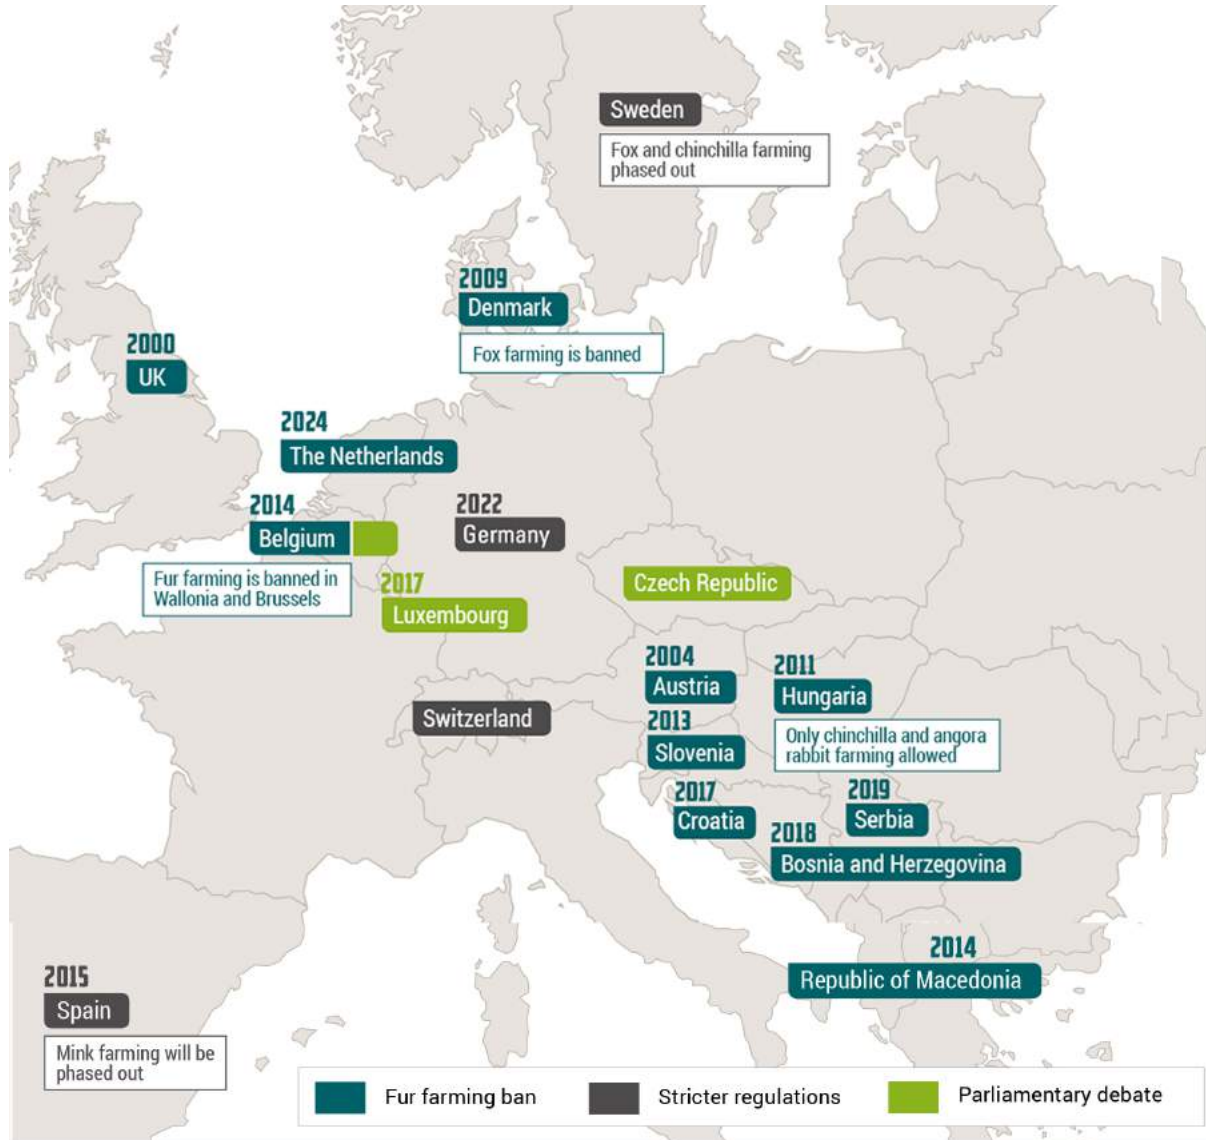 Sweden
Fox and chinchilla farming
phased out
2009
Denmark
Fox farming is banned
2000
UK
2024
The Netherlands
2014
Belgium
Fur farming is banned in
Wallonia and Brussels
2022
Germany
2017
Luxembourg
Czech Republic
Switzerland
2004
Austria
2011
Hungaria
Only chinchilla and angora
rabbit farming allowed
2013
Slovenia
2017
Croatia
2019
Serbia
2018
Bosnia and Herzegovina
2014
Republic of Macedonia
2015
Spain
Mink farming will be
phased out
Fur farming ban
Stricter regulations
Parliamentary debate